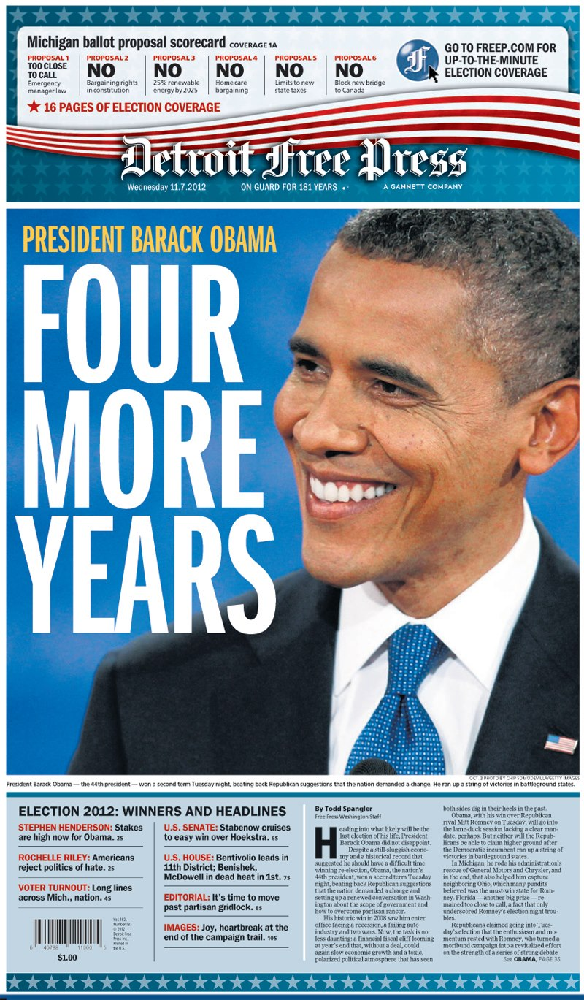 Michigan ballot proposal scorecard COVERAGE 1A
PROPOSAL 1
TOO CLOSE
TO CALL
Emergency
manager law
PROPOSAL 2
NO
Bargaining rights
in constitution
PROPOSAL 3
NO
25% renewable
energy by 2025
PROPOSAL 4
NO
Home care
bargaining
PROPOSAL 5
NO
Limits to new
state taxes
PROPOSAL 6
NO
Block new bridge
to Canada
F
GO TO FREEP.COM FOR
UP-TO-THE-MINUTE
ELECTION COVERAGE
★ 16 PAGES OF ELECTION COVERAGE
Detroit Free Press
Wednesday 11.7.2012
ON GUARD FOR 181 YEARS
A GANNETT COMPANY
PRESIDENT BARACK OBAMA
FOUR
MORE
YEARS
OCT. 3 PHOTO BY CHIP SOMODEVILLA/GETTY IMAGES
President Barack Obama — the 44th president — won a second term Tuesday night, beating back Republican suggestions that the nation demanded a change. He ran up a string of victories in battleground states.
ELECTION 2012: WINNERS AND HEADLINES
STEPHEN HENDERSON: Stakes
are high now for Obama. 2S
ROCHELLE RILEY: Americans
reject politics of hate. 2S
VOTER TURNOUT: Long lines
across Mich., nation. 4S
6 40788 11000 5
$1.00
Vol. 182,
Number 187
© 2012
Detroit Free
Press Inc.,
Printed in
the U.S.
U.S. SENATE: Stabenow cruises
to easy win over Hoekstra. 6S
U.S. HOUSE: Bentivolio leads in
11th District; Benishek,
McDowell in dead heat in 1st. 7S
EDITORIAL: It's time to move
past partisan gridlock. 8S
IMAGES: Joy, heartbreak at the
end of the campaign trail. 10S
By Todd Spangler
Free Press Washington Staff
Heading into what likely will be the
last election of his life, President
Barack Obama did not disappoint.
Despite a still-sluggish econo-
my and a historical record that
suggested he should have a difficult time
winning re-election, Obama, the nation's
44th president, won a second term Tuesday
night, beating back Republican suggestions
that the nation demanded a change and
setting up a renewed conversation in Wash-
ington about the scope of government and
how to overcome partisan rancor.
His historic win in 2008 saw him enter
office facing a recession, a failing auto
industry and two wars. Now, the task is no
less daunting: a financial fiscal cliff looming
at year's end that, without a deal, could
again slow economic growth and a toxic,
polarized political atmosphere that has seen
both sides dig in their heels in the past.
Obama, with his win over Republican
rival Mitt Romney on Tuesday, will go into
the lame-duck session lacking a clear man-
date, perhaps. But neither will the Repub-
licans be able to claim higher ground after
the Democratic incumbent ran up a string of
victories in battleground states.
In Michigan, he rode his administration's
rescue of General Motors and Chrysler, and
in the end, that also helped him capture
neighboring Ohio, which many pundits
believed was the must-win state for Rom-
ney. Florida — another big prize — re-
mained too close to call, a fact that only
underscored Romney's election night trou-
bles.
Republicans claimed going into Tues-
day's election that the enthusiasm and mo-
mentum rested with Romney, who turned a
moribund campaign into a revitalized effort
on the strength of a series of strong debate
See OBAMA, PAGE 3S